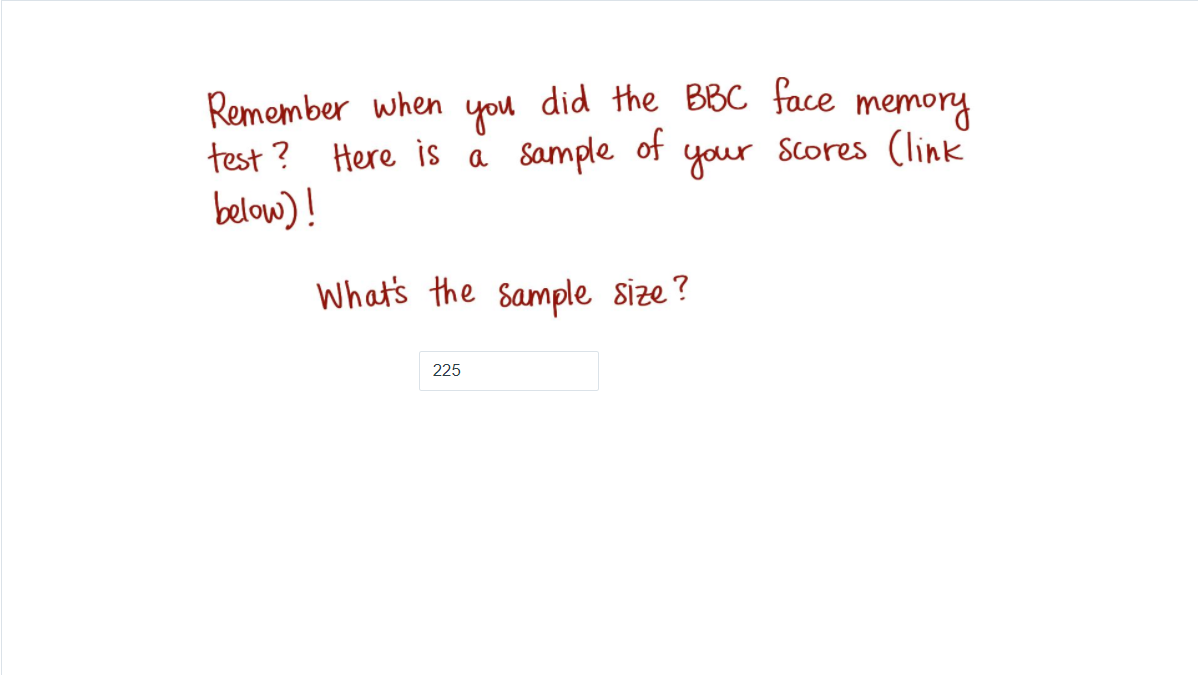 Remember when you did the BBC face memory
test? Here is a sample of your scores (link
below)!
What's the sample size?
225